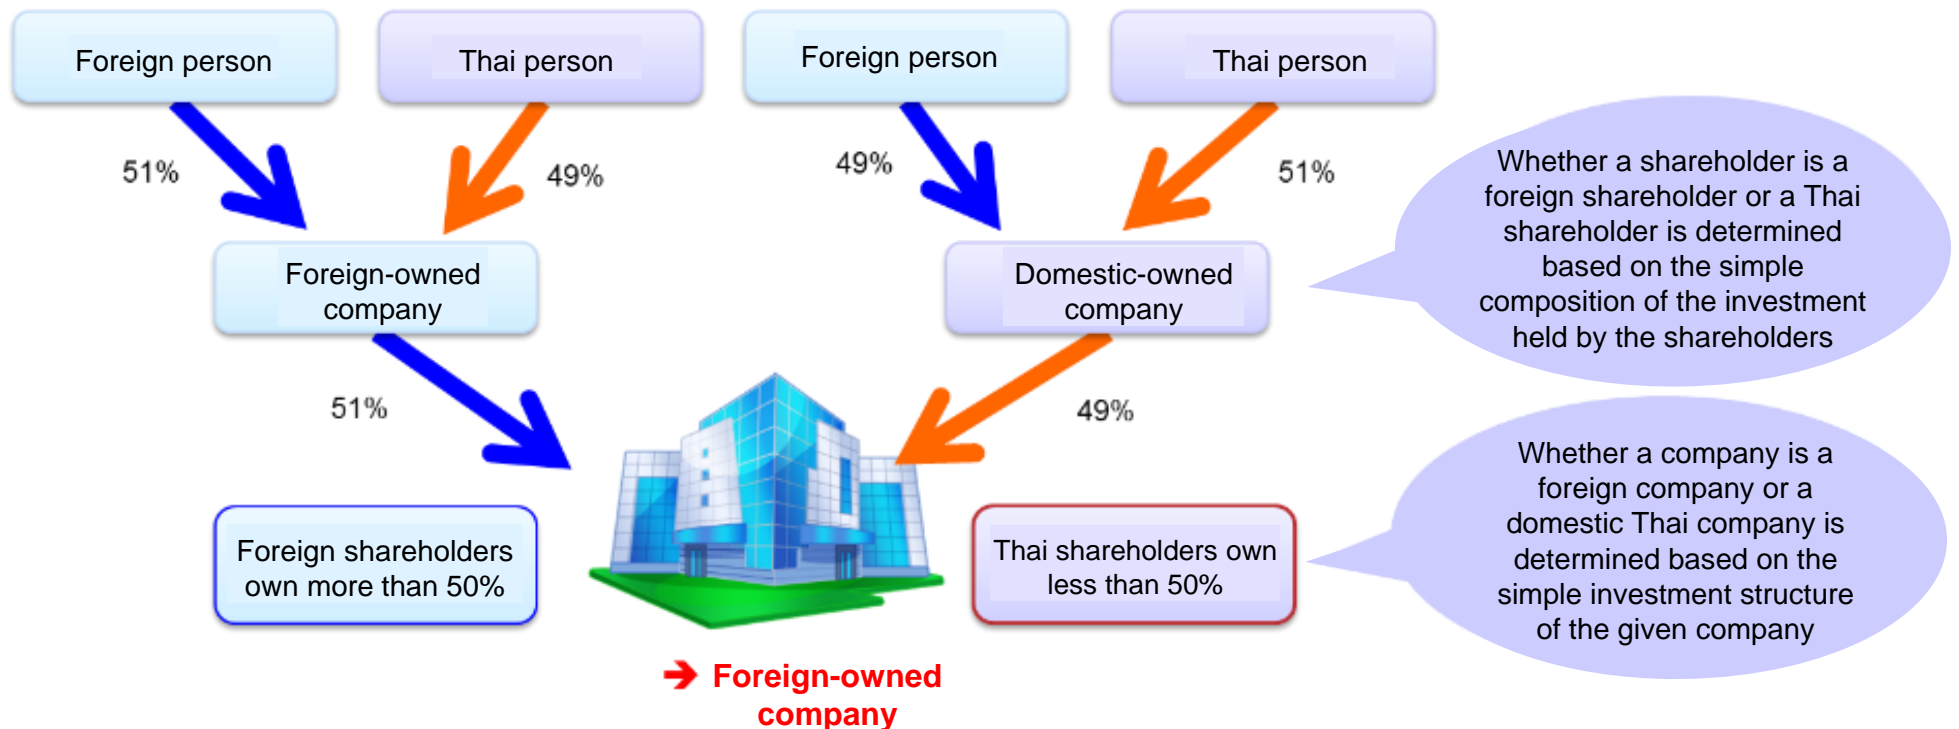 Foreign person
Thai person
Foreign person
Thai person
51%
49%
49%
51%
Whether a shareholder is a
foreign shareholder or a Thai
shareholder is determined
based on the simple
composition of the investment
held by the shareholders
Foreign-owned
company
Domestic-owned
company
51%
49%
Whether a company is a
foreign company or a
domestic Thai company is
determined based on the
simple investment structure
of the given company
Foreign shareholders
own more than 50%
Thai shareholders own
less than 50%
➔ Foreign-owned
company